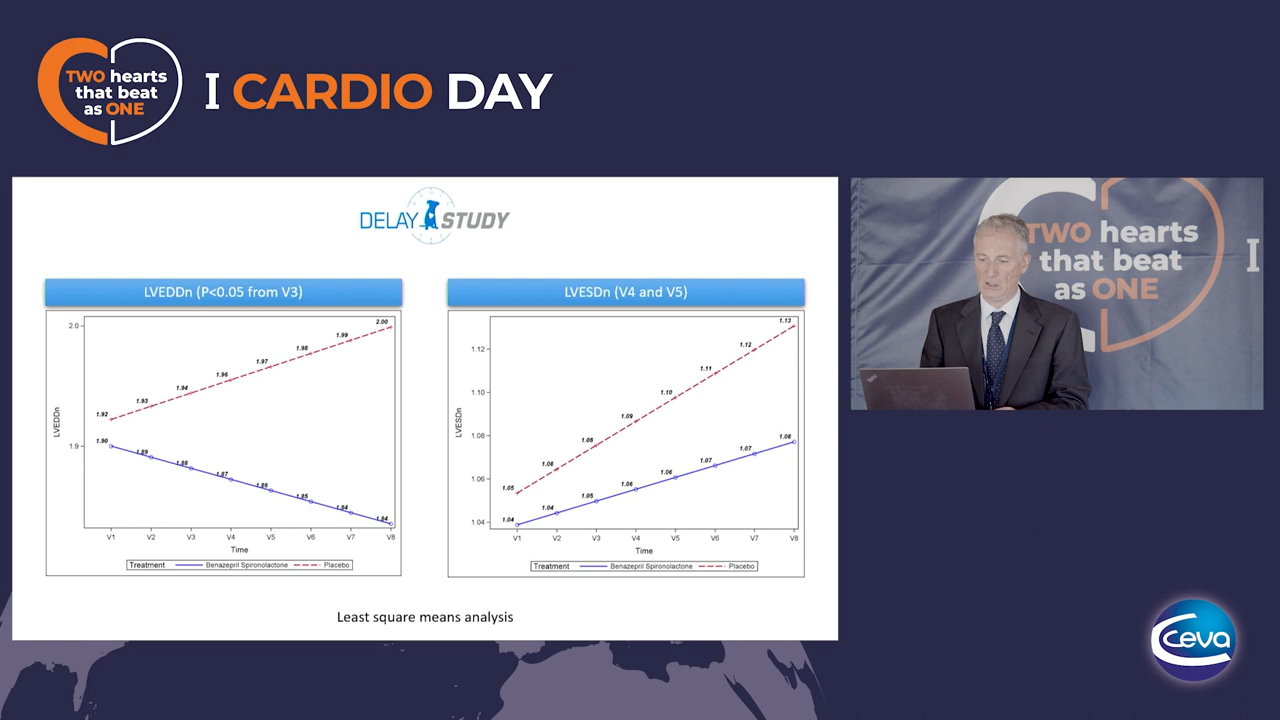 TWO hearts
that beat
as ONE
I CARDIO DAY
DELAY STUDY
LVEDDn (P<0.05 from V3)
2.0
1.9
LVEDDn
1.92
1.93
1.94
1.96
1.97
1.98
1.99
2.00
1.90
1.89
1.88
1.87
1.86
1.85
1.84
1.84
V1 V2 V3 V4 V5 V6 V7 V8
Time
Treatment Benazepril Spironolactone Placebo
LVESDn (V4 and V5)
1.12
1.10
1.08
1.06
1.04
LVESDn
1.05
1.06
1.08
1.09
1.10
1.11
1.12
1.13
1.04
1.04
1.05
1.06
1.06
1.07
1.07
1.08
V1 V2 V3 V4 V5 V6 V7 V8
Time
Treatment Benazepril Spironolactone Placebo
Least square means analysis
TWO hearts
that beat
as ONE
I
Ceva